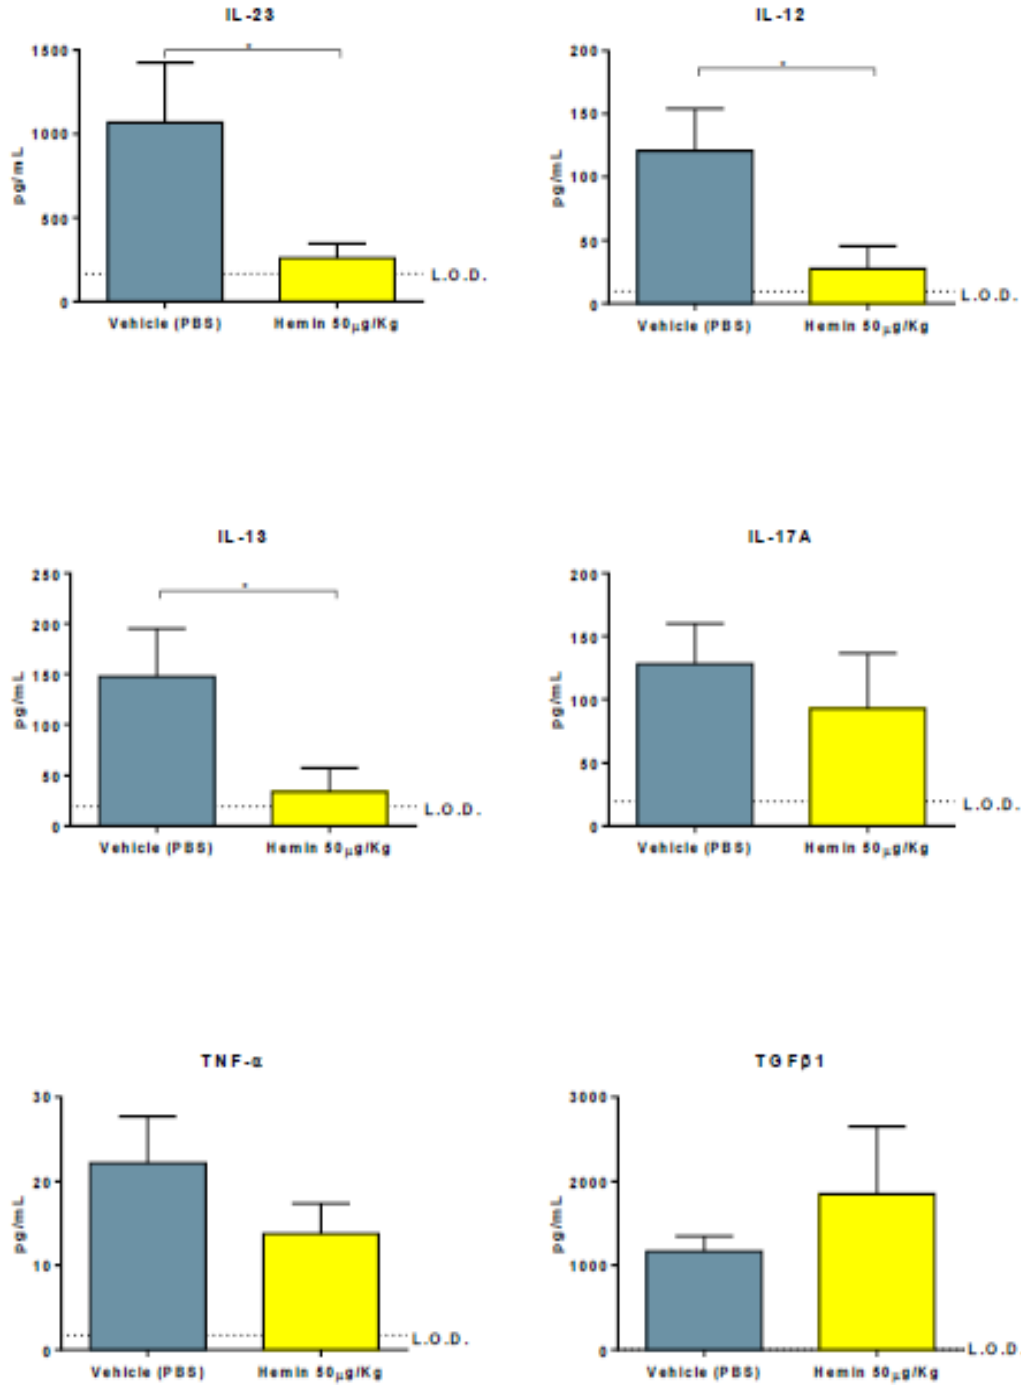 IL-23
*
1500
1000
500
0
pg/mL
L.O.D.
Vehicle (PBS)
Hemin 50µg/Kg
IL-12
*
200
150
100
50
0
pg/mL
L.O.D.
Vehicle (PBS)
Hemin 50µg/Kg
IL-13
*
250
200
150
100
50
0
pg/mL
L.O.D.
Vehicle (PBS)
Hemin 50µg/Kg
IL-17A
200
150
100
50
0
pg/mL
L.O.D.
Vehicle (PBS)
Hemin 50µg/Kg
TNF-α
30
20
10
0
pg/mL
L.O.D.
Vehicle (PBS)
Hemin 50µg/Kg
TGFβ1
3000
2000
1000
0
pg/mL
L.O.D
Vehicle (PBS)
Hemin 50µg/Kg